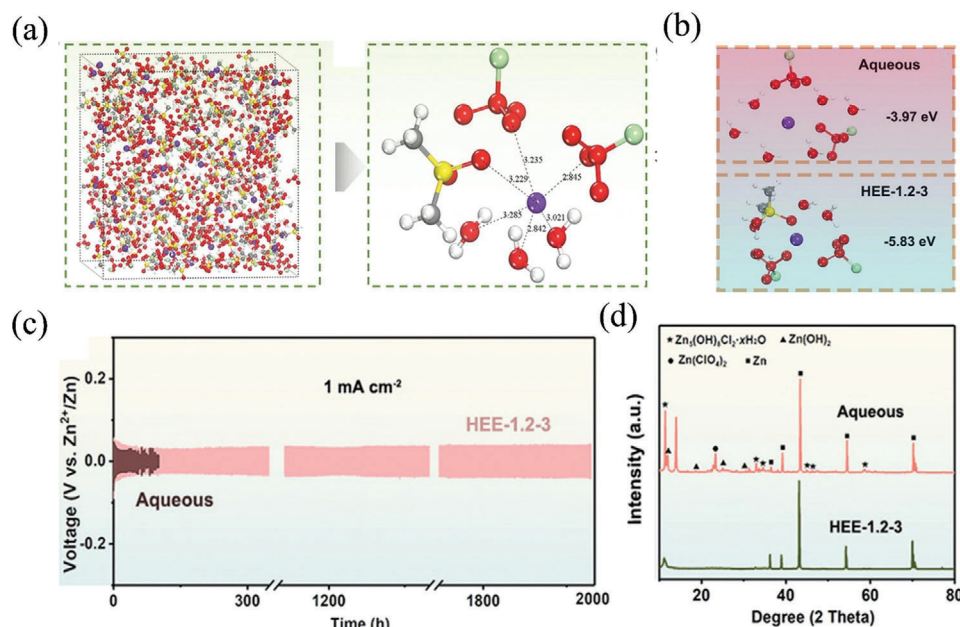 (a)
3.235
3.229
2.845
3.283
2.842
3.021
(b)
Aqueous
-3.97 eV
HEE-1.2-3
-5.83 eV
(c)
Voltage (V vs. Zn²⁺/Zn)
0.2
0.0
-0.2
1 mA cm⁻²
HEE-1.2-3
Aqueous
0 300 1200 1800 2000
Time (h)
(d)
Intensity (a.u.)
★ Zn₅(OH)₈Cl₂·xH₂O ▲ Zn(OH)₂
● Zn(ClO₄)₂ ■ Zn
Aqueous
HEE-1.2-3
20 40 60 80
Degree (2 Theta)